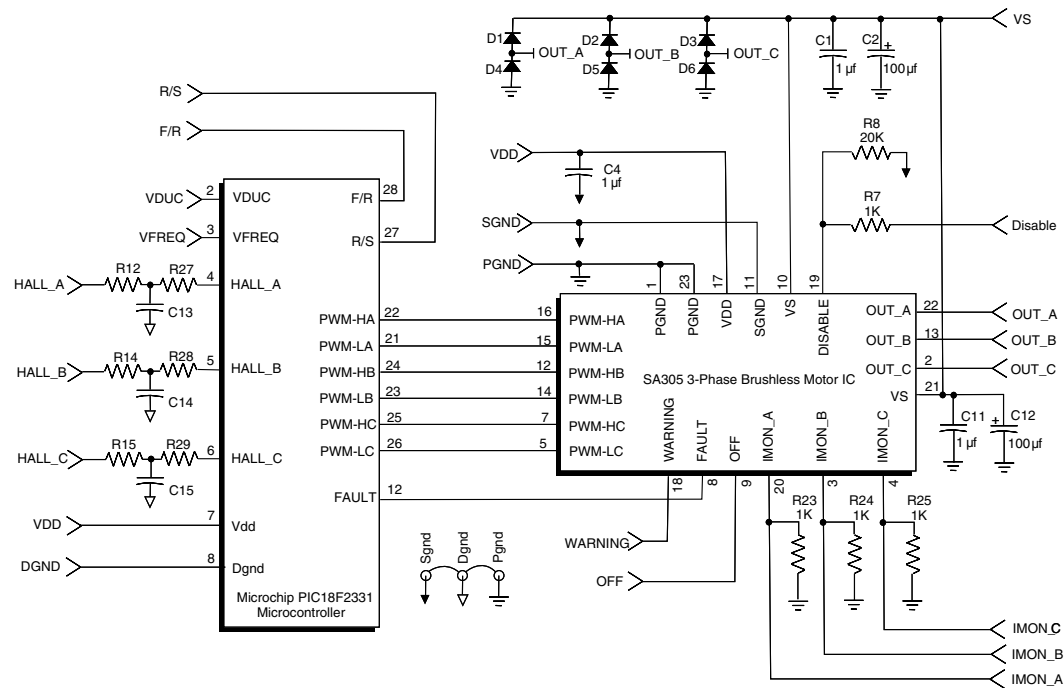 VS
D1
D4
OUT_A
D2
D5
OUT_B
D3
D6
OUT_C
C1
1 µf
C2
+
100 µf
R/S
F/R
VDD
C4
1 µf
R8
20K
R7
1K
Disable
SGND
PGND
VDUC
2
VDUC
VFREQ
3
VFREQ
F/R
28
R/S
27
HALL_A
R12
R27
4
HALL_A
C13
HALL_B
R14
R28
5
HALL_B
C14
HALL_C
R15
R29
6
HALL_C
C15
VDD
7
Vdd
DGND
8
Dgnd
PWM-HA
22
PWM-LA
21
PWM-HB
24
PWM-LB
23
PWM-HC
25
PWM-LC
26
FAULT
12
Microchip PIC18F2331
Microcontroller
Sgnd
Dgnd
Pgnd
1
PGND
23
PGND
17
VDD
11
SGND
10
VS
19
DISABLE
16
PWM-HA
15
PWM-LA
12
PWM-HB
14
PWM-LB
7
PWM-HC
5
PWM-LC
SA305 3-Phase Brushless Motor IC
OUT_A
22
OUT_A
OUT_B
13
OUT_B
OUT_C
2
OUT_C
VS
21
C11
1 µf
+
C12
100 µf
WARNING
18
FAULT
8
OFF
9
IMON_A
20
IMON_B
3
IMON_C
4
R23
1K
R24
1K
R25
1K
WARNING
OFF
IMON_C
IMON_B
IMON_A